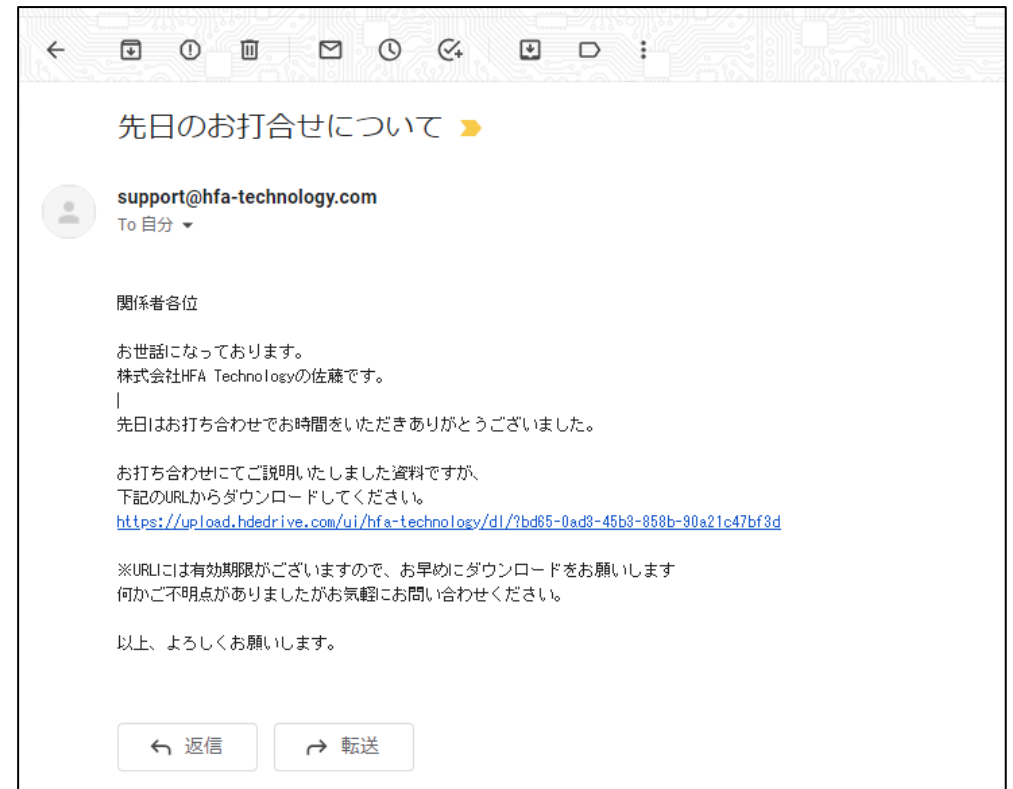 先日のお打合せについて
support@hfa-technology.com
To 自分
関係者各位
お世話になっております。
株式会社HFA Technologyの佐藤です。
先日はお打ち合わせでお時間をいただきありがとうございました。
お打ち合わせにてご説明いたしました資料ですが、
下記のURLからダウンロードしてください。
https://upload.hdedrive.com/ui/hfa-technology/dl/?bd65-0ad3-45b3-858b-90a21c47bf3d
※URLには有効期限がございますので、お早めにダウンロードをお願いします
何かご不明点がありましたがお気軽にお問い合わせください。
以上、よろしくお願いします。
返信
転送